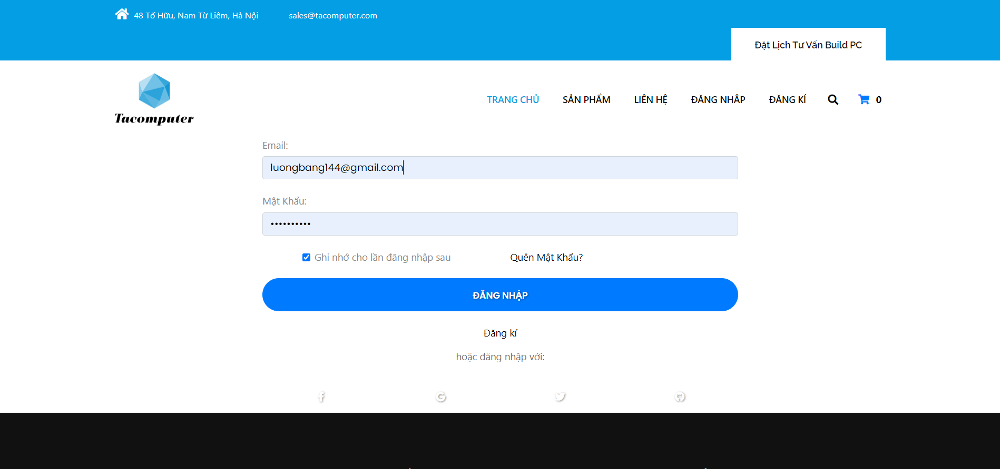 48 Tố Hữu, Nam Từ Liêm, Hà Nội
sales@tacomputer.com
Đặt Lịch Tư Vấn Build PC
Tacomputer
TRANG CHỦ
SẢN PHẨM
LIÊN HỆ
ĐĂNG NHÂP
ĐĂNG KÍ
0
Email:
luongbang144@gmail.com
Mật Khẩu:
••••••••••
Ghi nhớ cho lần đăng nhập sau
Quên Mật Khẩu?
ĐĂNG NHẬP
Đăng kí
hoặc đăng nhập với: